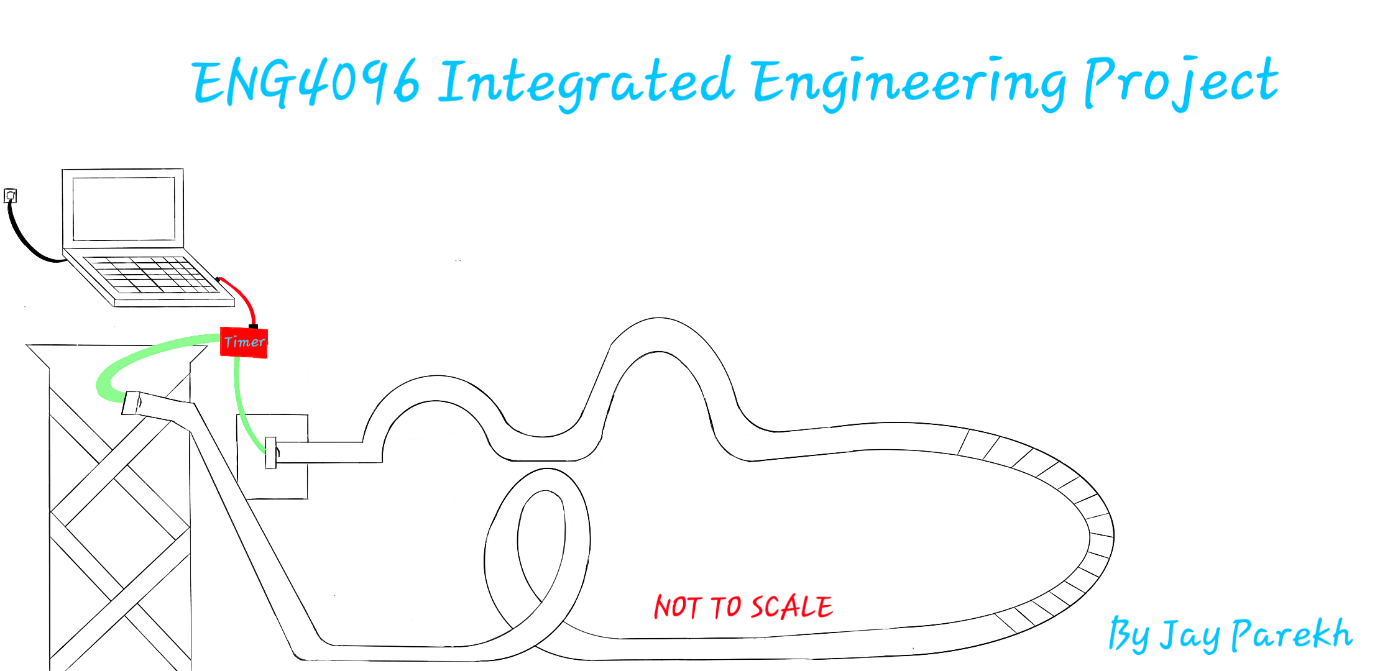 ENG4096 Integrated Engineering Project
Timer
NOT TO SCALE
By Jay Parekh